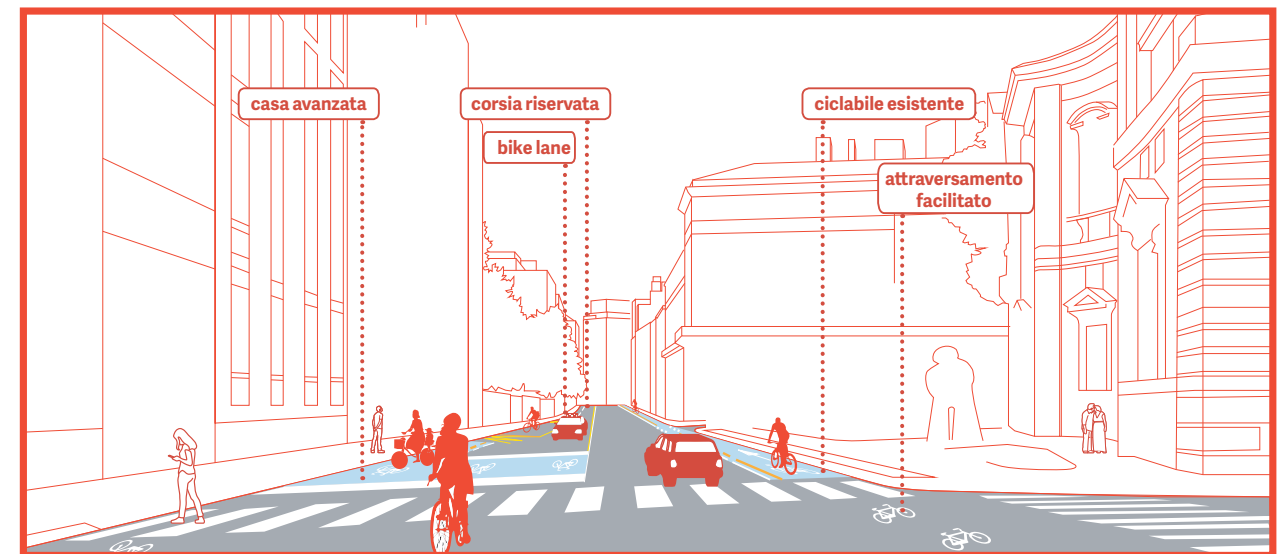 casa avanzata
corsia riservata
ciclabile esistente
bike lane
attraversamento
facilitato